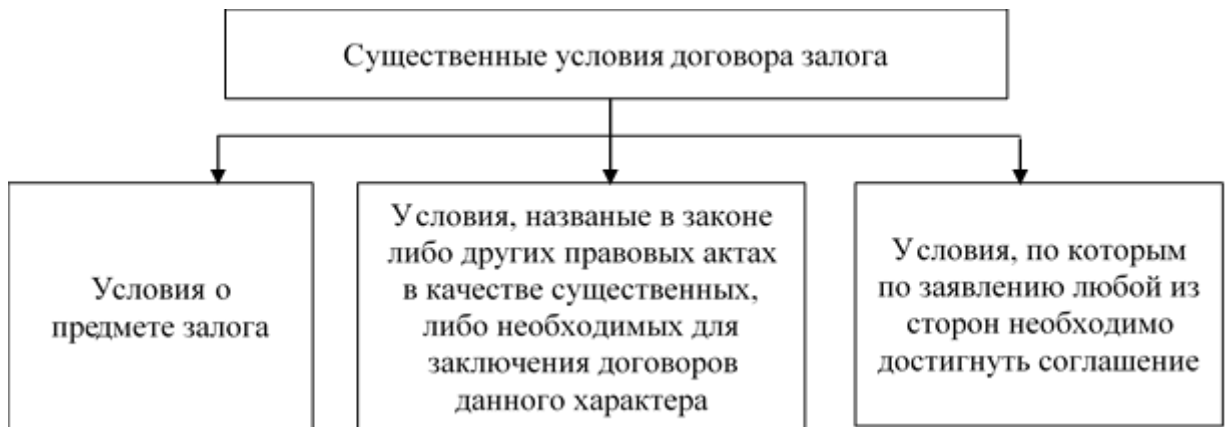 Существенные условия договора залога
Условия о
предмете залога
Условия, названые в законе
либо других правовых актах
в качестве существенных,
либо необходимых для
заключения договоров
данного характера
Условия, по которым
по заявлению любой из
сторон необходимо
достигнуть соглашение